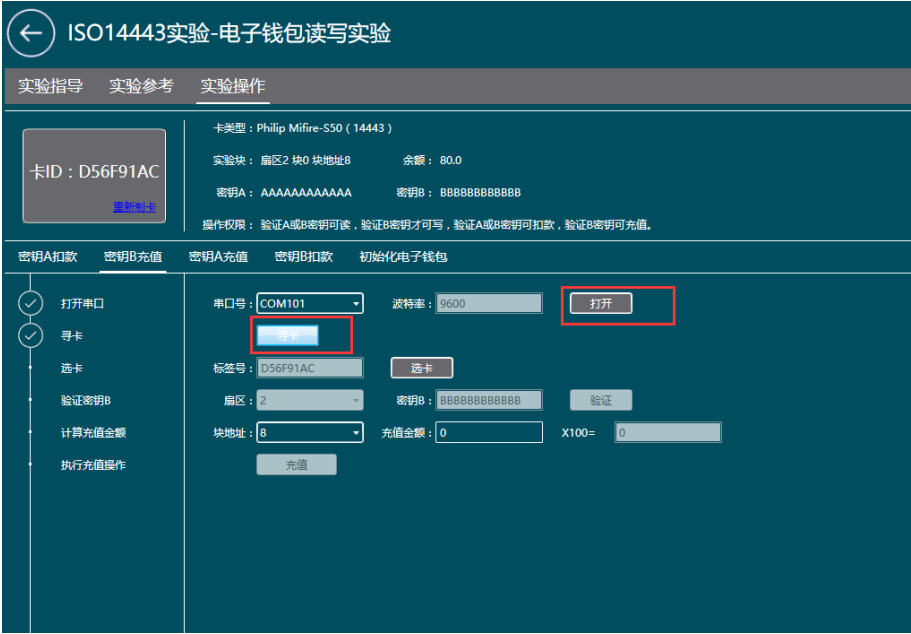 ISO14443实验-电子钱包读写实验
实验指导 实验参考 实验操作
卡类型：Philip Mifire-S50（14443）
实验块：扇区2 块0 块地址8 余额：80.0
卡ID：D56F91AC
密钥A：AAAAAAAAAAAA 密钥B：BBBBBBBBBBBB
重新制卡
操作权限：验证A或B密钥可读，验证B密钥才可写，验证A或B密钥可扣款，验证B密钥可充值。
密钥A扣款 密钥B充值 密钥A充值 密钥B扣款 初始化电子钱包
打开串口 串口号：COM101 波特率：9600 打开
寻卡 寻卡
选卡 标签号：D56F91AC 选卡
验证密钥B 扇区：2 密钥B：BBBBBBBBBBBB 验证
计算充值金额 块地址：8 充值金额：0 X100= 0
执行充值操作 充值